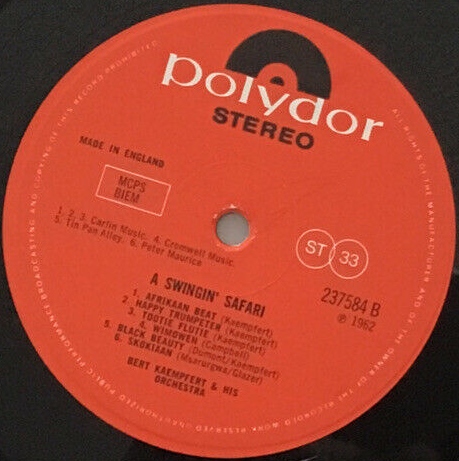 polydor
STEREO
MADE IN ENGLAND
MCPS
BIEM
1. 2. 3. Carlin Music. 4. Cromwell Music.
5. Tin Pan Alley. 6. Peter Maurice
ST 33
237584 B
℗ 1962
A SWINGIN' SAFARI
1. AFRIKAAN BEAT (Kaempfert)
2. HAPPY TRUMPETER (Kaempfert)
3. TOOTIE FLUTIE (Kaempfert)
4. WIMOWEH (Campbell)
5. BLACK BEAUTY (Dumont/Kaempfert)
6. SKOKIAAN (Msarurgwa/Glazer)
BERT KAEMPFERT & HIS
ORCHESTRA
ALL RIGHTS OF THE MANUFACTURER AND OF THE OWNER OF THE RECORDED WORK RESERVED UNAUTHORIZED PUBLIC PERFORMANCE BROADCASTING AND COPYING OF THIS RECORD PROHIBITED